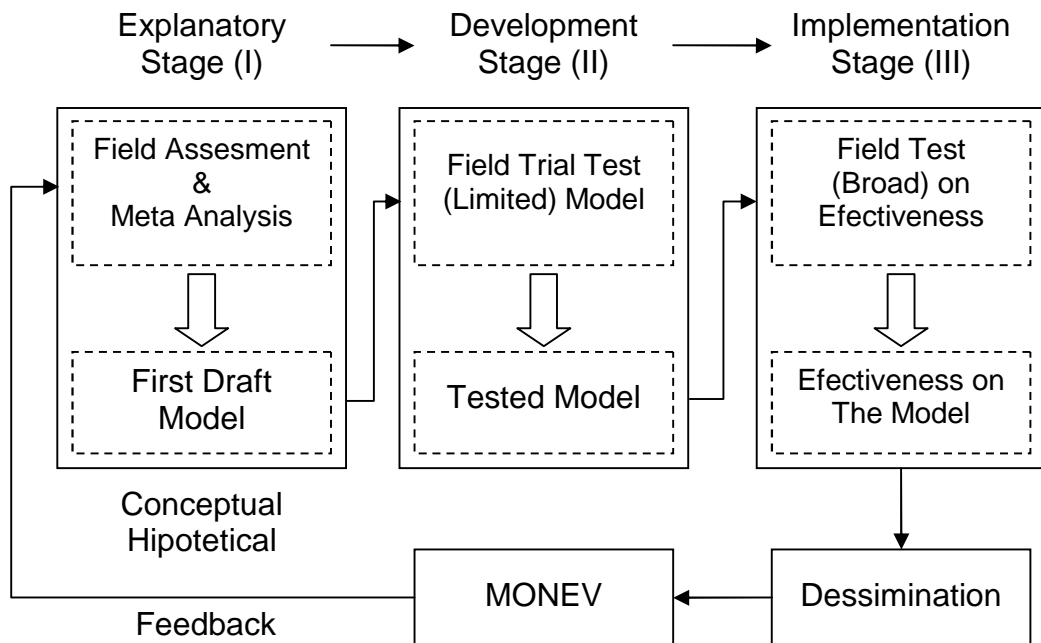 Explanatory
Stage (I)
Development
Stage (II)
Implementation
Stage (III)
Field Assesment
&
Meta Analysis
First Draft
Model
Field Trial Test
(Limited) Model
Tested Model
Field Test
(Broad) on
Efectiveness
Efectiveness on
The Model
Conceptual
Hipotetical
Feedback
MONEV
Dessimination